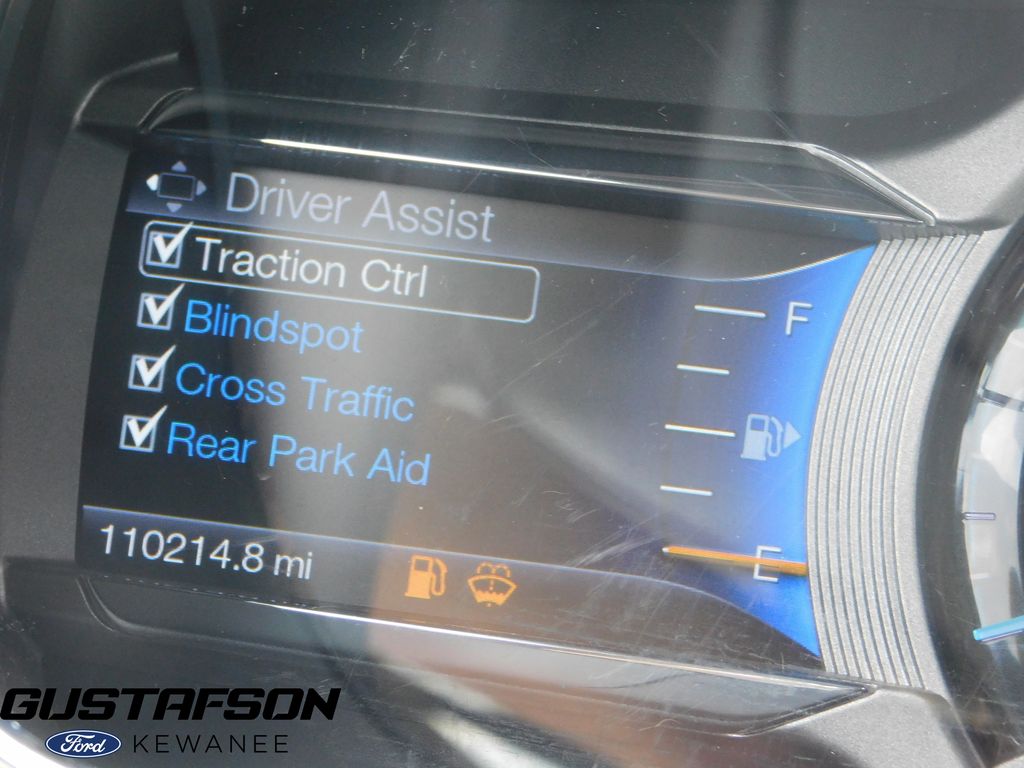 Driver Assist
Traction Ctrl
Blindspot
Cross Traffic
Rear Park Aid
F
E
110214.8 mi
GUSTAFSON
Ford KEWANEE